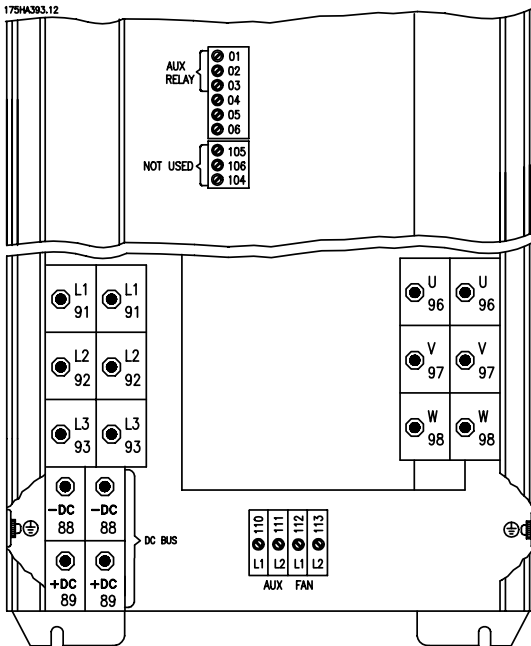 175HA393.12
AUX
RELAY
01
02
03
04
05
06
NOT USED
105
106
104
L1 L1
91 91
L2 L2
92 92
L3 L3
93 93
U U
96 96
V V
97 97
W W
98 98
-DC -DC
88 88
DC BUS
+DC +DC
89 89
110 111 112 113
L1 L2 L1 L2
AUX FAN